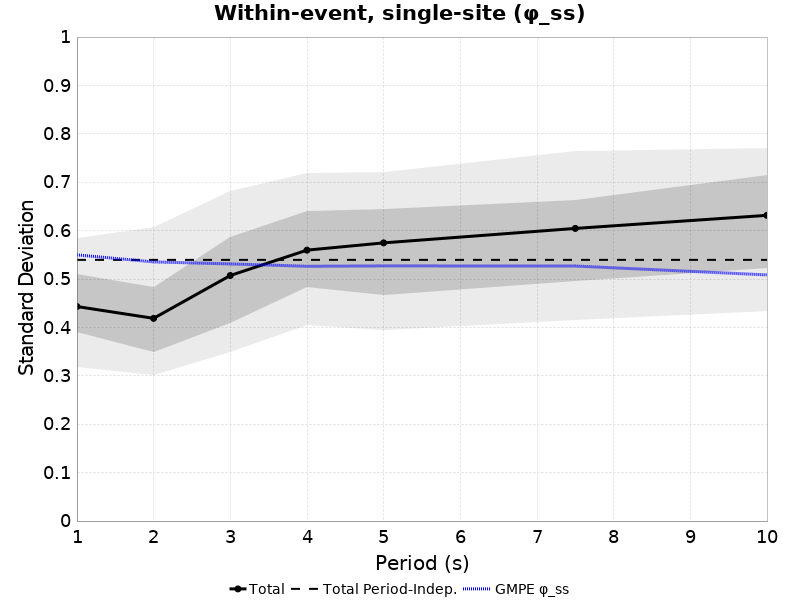 Within-event, single-site (φ_ss)
1
0.9
0.8
0.7
0.6
0.5
0.4
0.3
0.2
0.1
0
Standard Deviation
1 2 3 4 5 6 7 8 9 10
Period (s)
Total Total Period-Indep. GMPE φ_ss